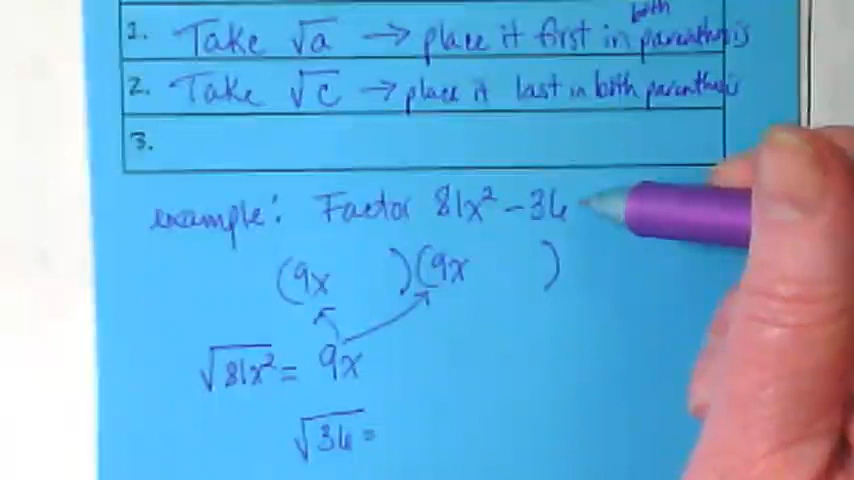 both
1. Take √a → place it first in parenthesis
2. Take √c → place it last in both parenthesis
3.
example: Factor 81x² - 36
(9x )(9x )
√81x² = 9x
√36 =